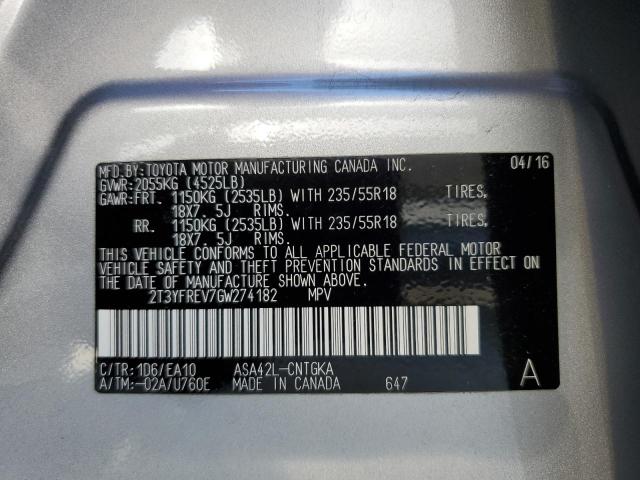 MFD.BY:TOYOTA MOTOR MANUFACTURING CANADA INC. 04/16
GVWR:2055KG (4525LB)
GAWR:FRT. 1150KG (2535LB) WITH 235/55R18 TIRES,
18X7. 5J RIMS.
RR. 1150KG (2535LB) WITH 235/55R18 TIRES,
18X7. 5J RIMS.
THIS VEHICLE CONFORMS TO ALL APPLICABLE FEDERAL MOTOR
VEHICLE SAFETY AND THEFT PREVENTION STANDARDS IN EFFECT ON
THE DATE OF MANUFACTURE SHOWN ABOVE.
2T3YFREV7GW274182 MPV
C/TR:1D6/EA10 ASA42L-CNTGKA
A/TM:-02A/U760E MADE IN CANADA 647 A